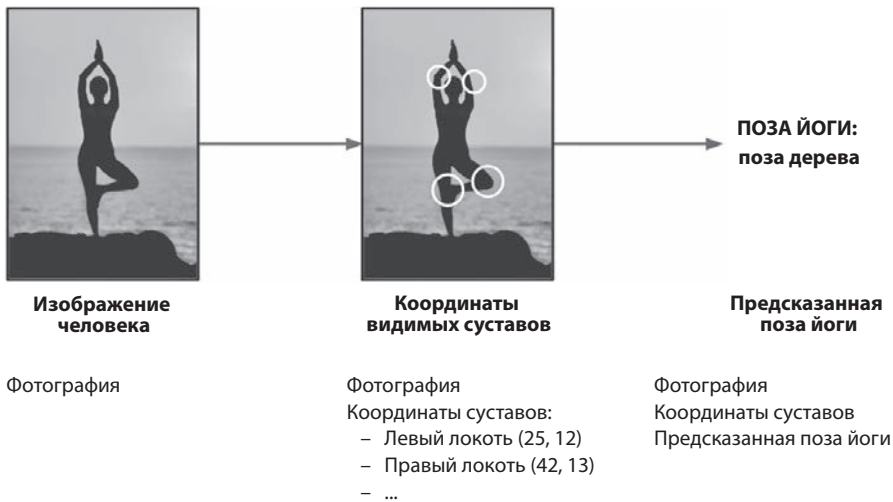 ПОЗА ЙОГИ:
поза дерева
Изображение
человека
Координаты
видимых суставов
Предсказанная
поза йоги
Фотография
Фотография
Координаты суставов:
– Левый локоть (25, 12)
– Правый локоть (42, 13)
– ...
Фотография
Координаты суставов
Предсказанная поза йоги